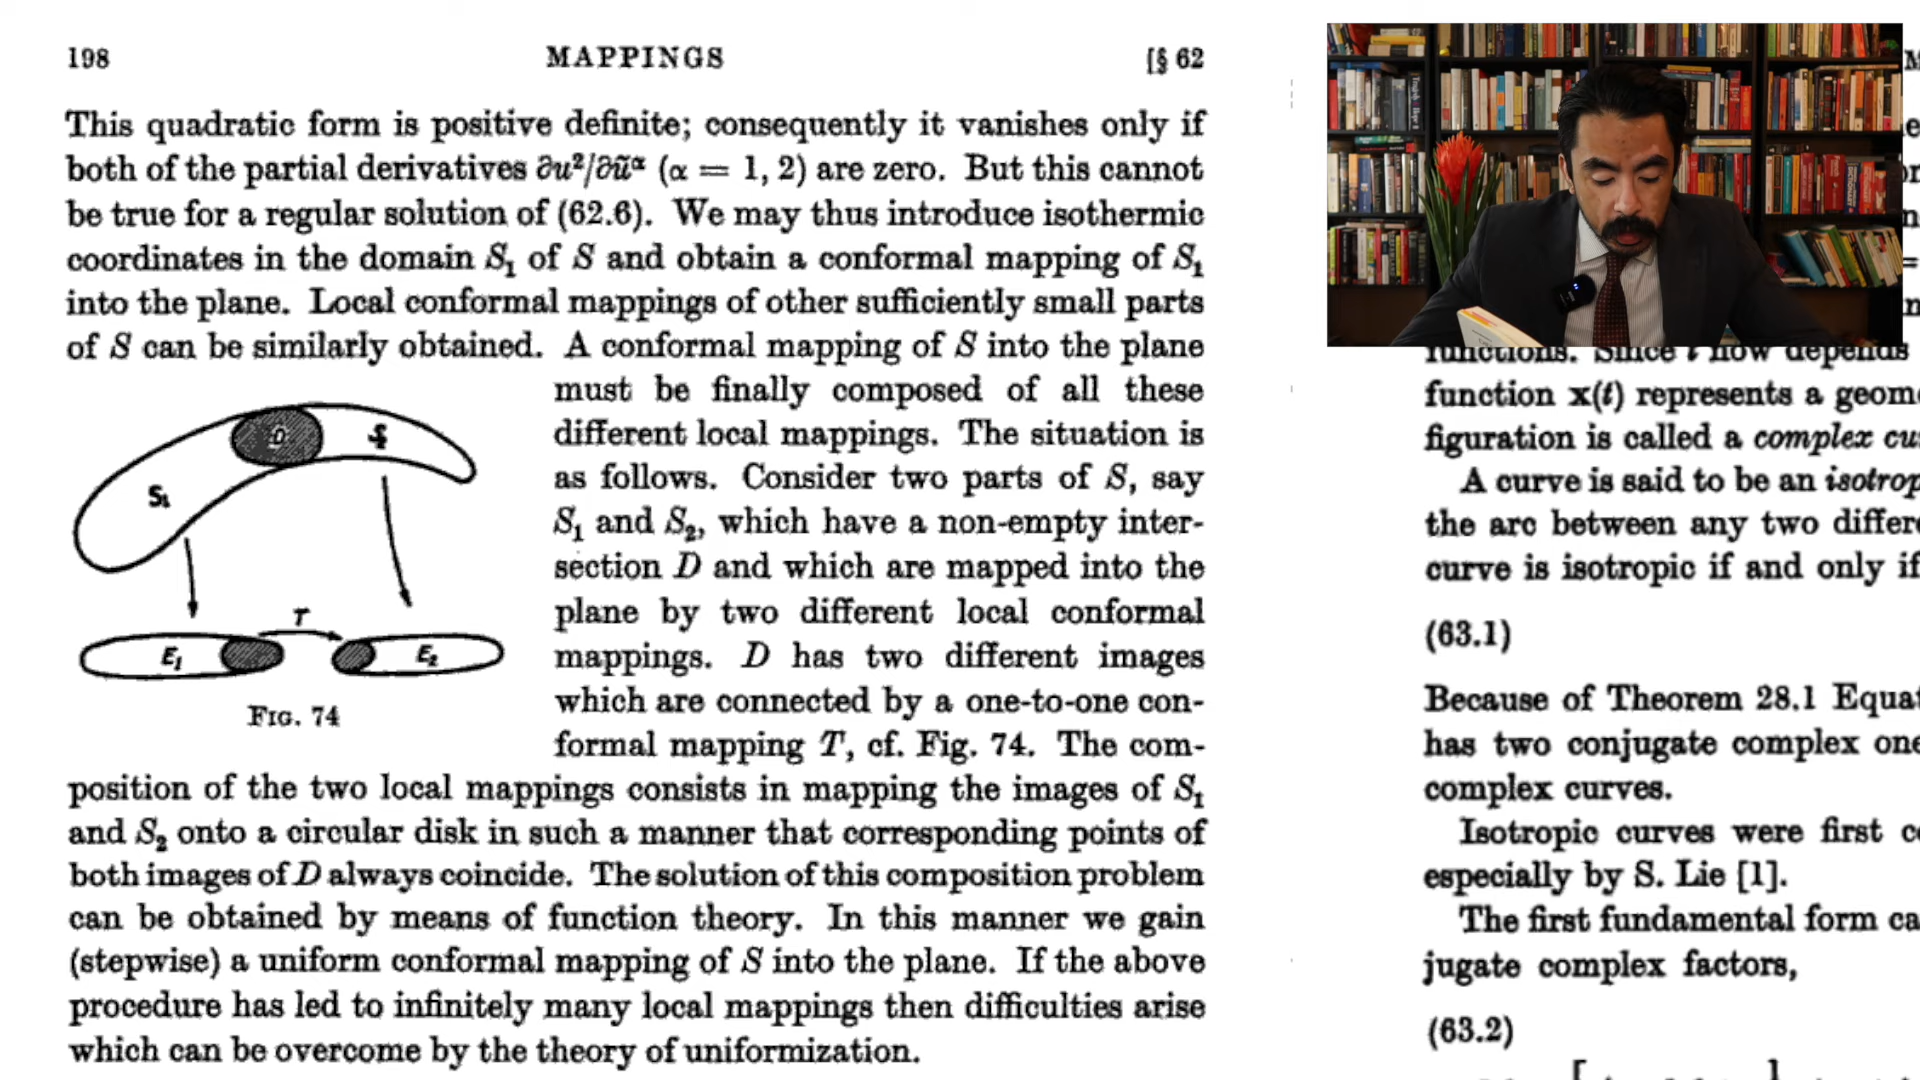 198 MAPPINGS [§ 62
This quadratic form is positive definite; consequently it vanishes only if
both of the partial derivatives ∂u²/∂ũᵅ (α = 1, 2) are zero. But this cannot
be true for a regular solution of (62.6). We may thus introduce isothermic
coordinates in the domain S₁ of S and obtain a conformal mapping of S₁
into the plane. Local conformal mappings of other sufficiently small parts
of S can be similarly obtained. A conformal mapping of S into the plane
must be finally composed of all these
different local mappings. The situation is
as follows. Consider two parts of S, say
S₁ and S₂, which have a non-empty inter-
section D and which are mapped into the
plane by two different local conformal
mappings. D has two different images
which are connected by a one-to-one con-
formal mapping T, cf. Fig. 74. The com-
D
S₁
T
E₁
E₂
FIG. 74
position of the two local mappings consists in mapping the images of S₁
and S₂ onto a circular disk in such a manner that corresponding points of
both images of D always coincide. The solution of this composition problem
can be obtained by means of function theory. In this manner we gain
(stepwise) a uniform conformal mapping of S into the plane. If the above
procedure has led to infinitely many local mappings then difficulties arise
which can be overcome by the theory of uniformization.
functions. Since t now depends
function x(t) represents a geom
figuration is called a complex cu
A curve is said to be an isotrop
the arc between any two differe
curve is isotropic if and only if
(63.1)
Because of Theorem 28.1 Equa
has two conjugate complex one
complex curves.
Isotropic curves were first c
especially by S. Lie [1].
The first fundamental form ca
jugate complex factors,
(63.2)